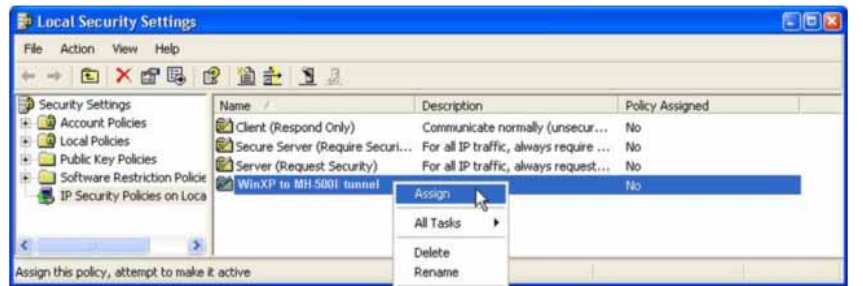 Local Security Settings
File Action View Help
Security Settings
Account Policies
Local Policies
Public Key Policies
Software Restriction Policie
IP Security Policies on Loca
Name Description Policy Assigned
Client (Respond Only) Communicate normally (unsecur... No
Secure Server (Require Securi... For all IP traffic, always require ... No
Server (Request Security) For all IP traffic, always request... No
WinXP to MH-5001 tunnel No
Assign
All Tasks
Delete
Rename
Assign this policy, attempt to make it active